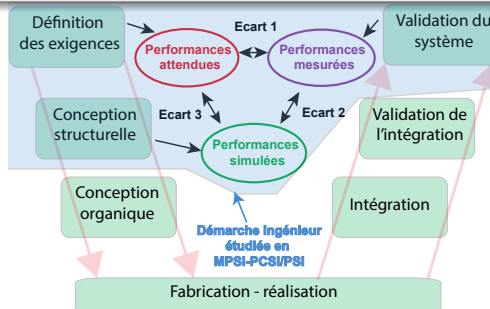 Définition
des exigences
Ecart 1
Validation du
système
Performances
attendues
Performances
mesurées
Conception
structurelle
Ecart 3
Ecart 2
Validation de
l'intégration
Performances
simulées
Conception
organique
Intégration
Démarche Ingénieur
étudiée en
MPSI-PCSI/PSI
Fabrication - réalisation